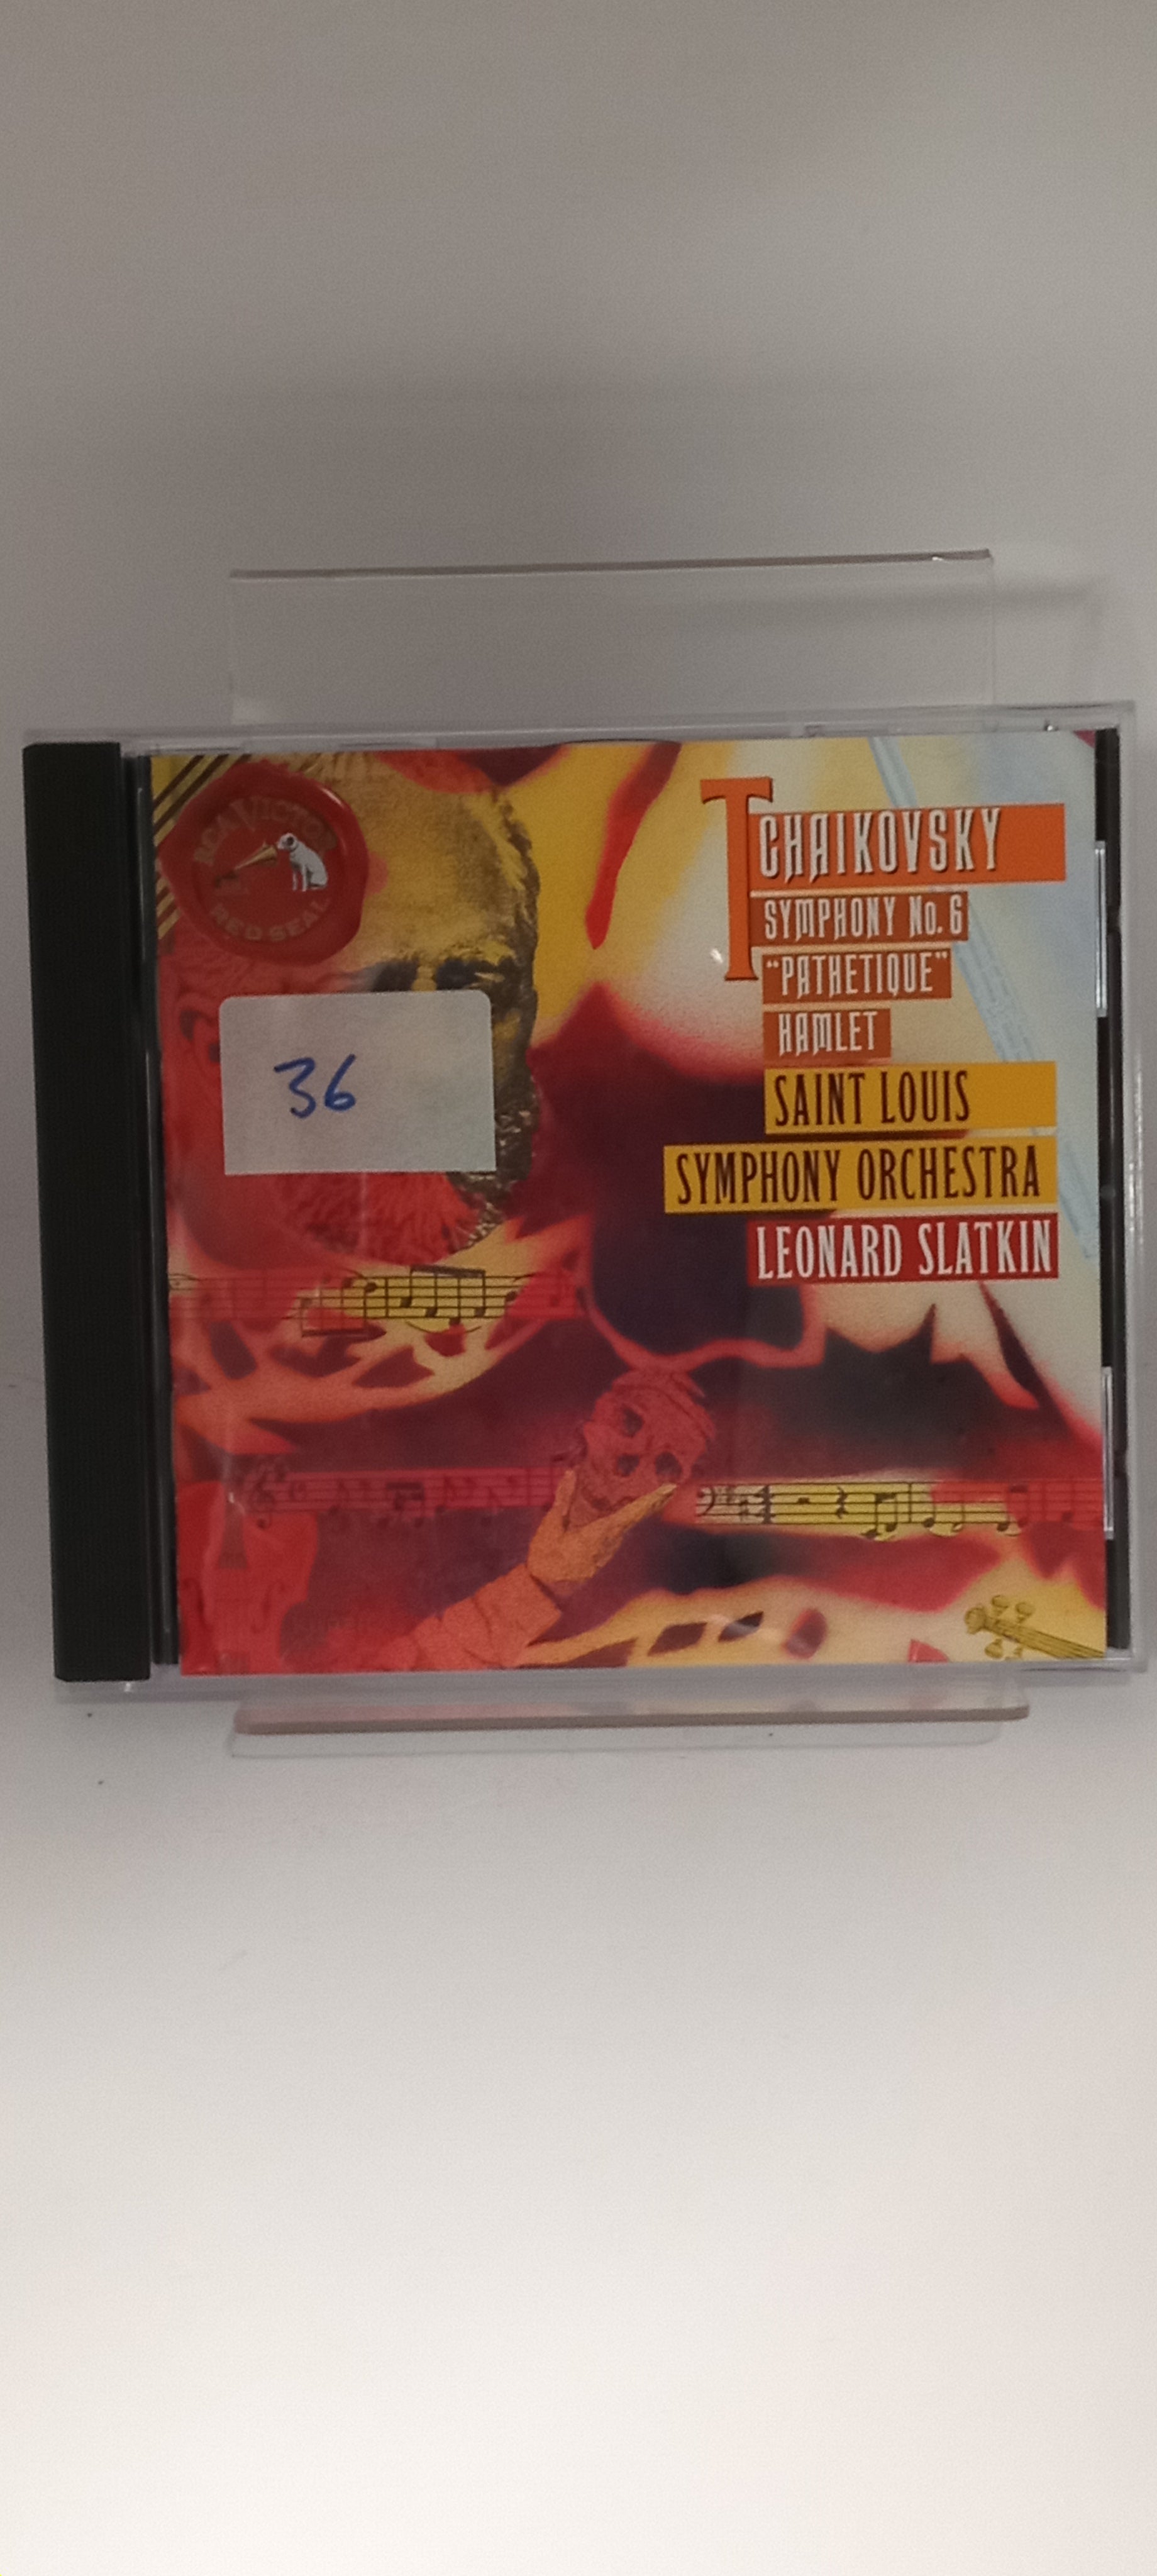 RCA VICTOR
RED SEAL
TCHAIKOVSKY
SYMPHONY No. 6
"PATHETIQUE"
HAMLET
SAINT LOUIS
SYMPHONY ORCHESTRA
LEONARD SLATKIN
36